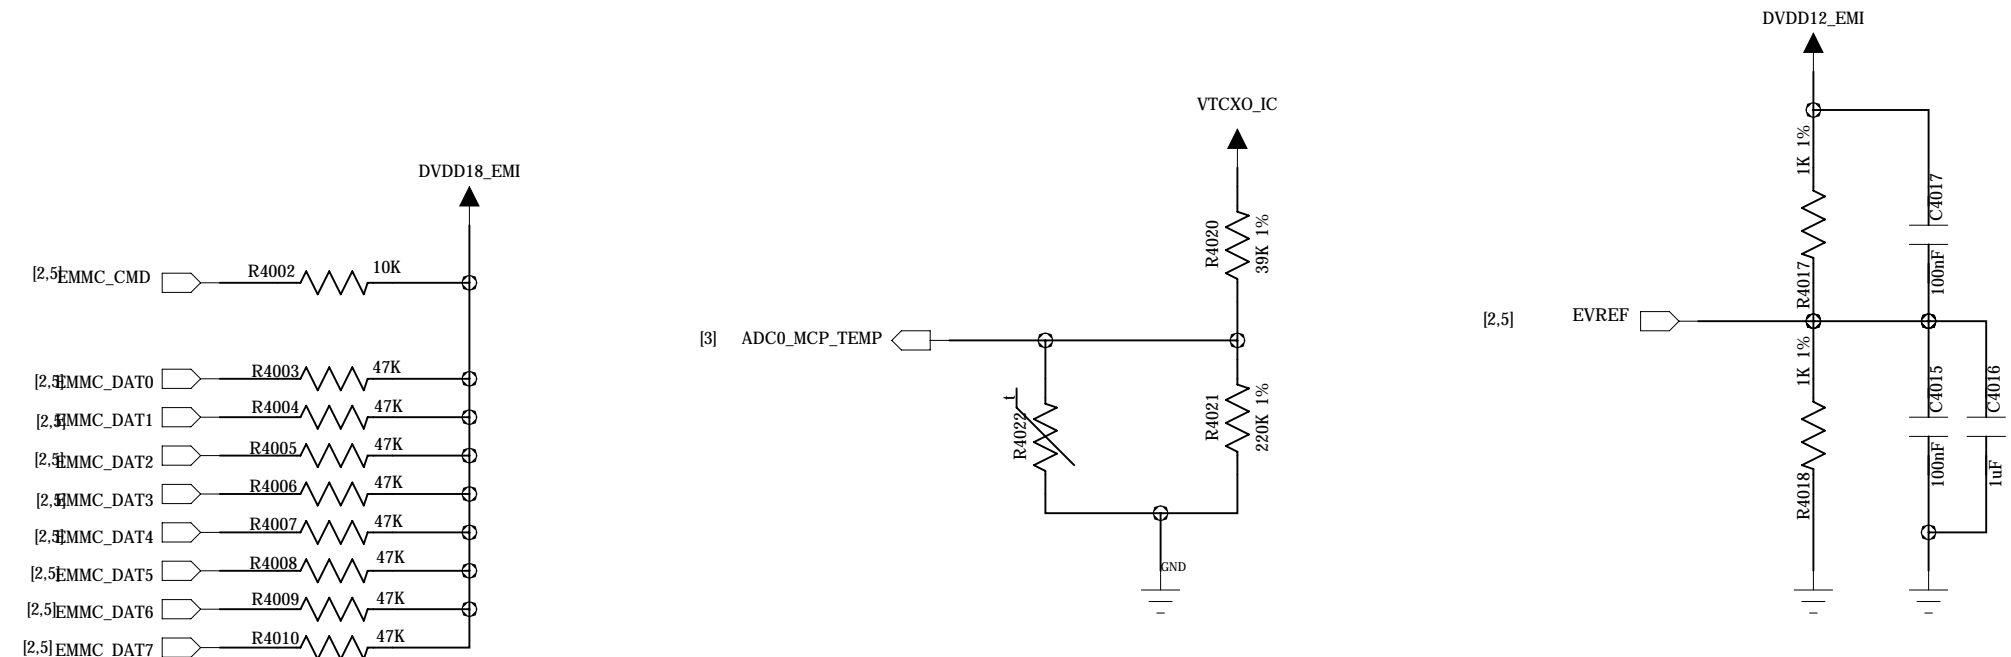 DVDD18_EMI
[2,5] EMMC_CMD R4002 10K
[2,5] EMMC_DAT0 R4003 47K
[2,5] EMMC_DAT1 R4004 47K
[2,5] EMMC_DAT2 R4005 47K
[2,5] EMMC_DAT3 R4006 47K
[2,5] EMMC_DAT4 R4007 47K
[2,5] EMMC_DAT5 R4008 47K
[2,5] EMMC_DAT6 R4009 47K
[2,5] EMMC_DAT7 R4010 47K
VTCXO_IC
R4020
39K 1%
[3] ADC0_MCP_TEMP
t
R4022
R4021
220K 1%
GND
DVDD12_EMI
1K 1%
R4017
C4017
100nF
[2,5] EVREF
1K 1%
R4018
C4015
100nF
C4016
1uF